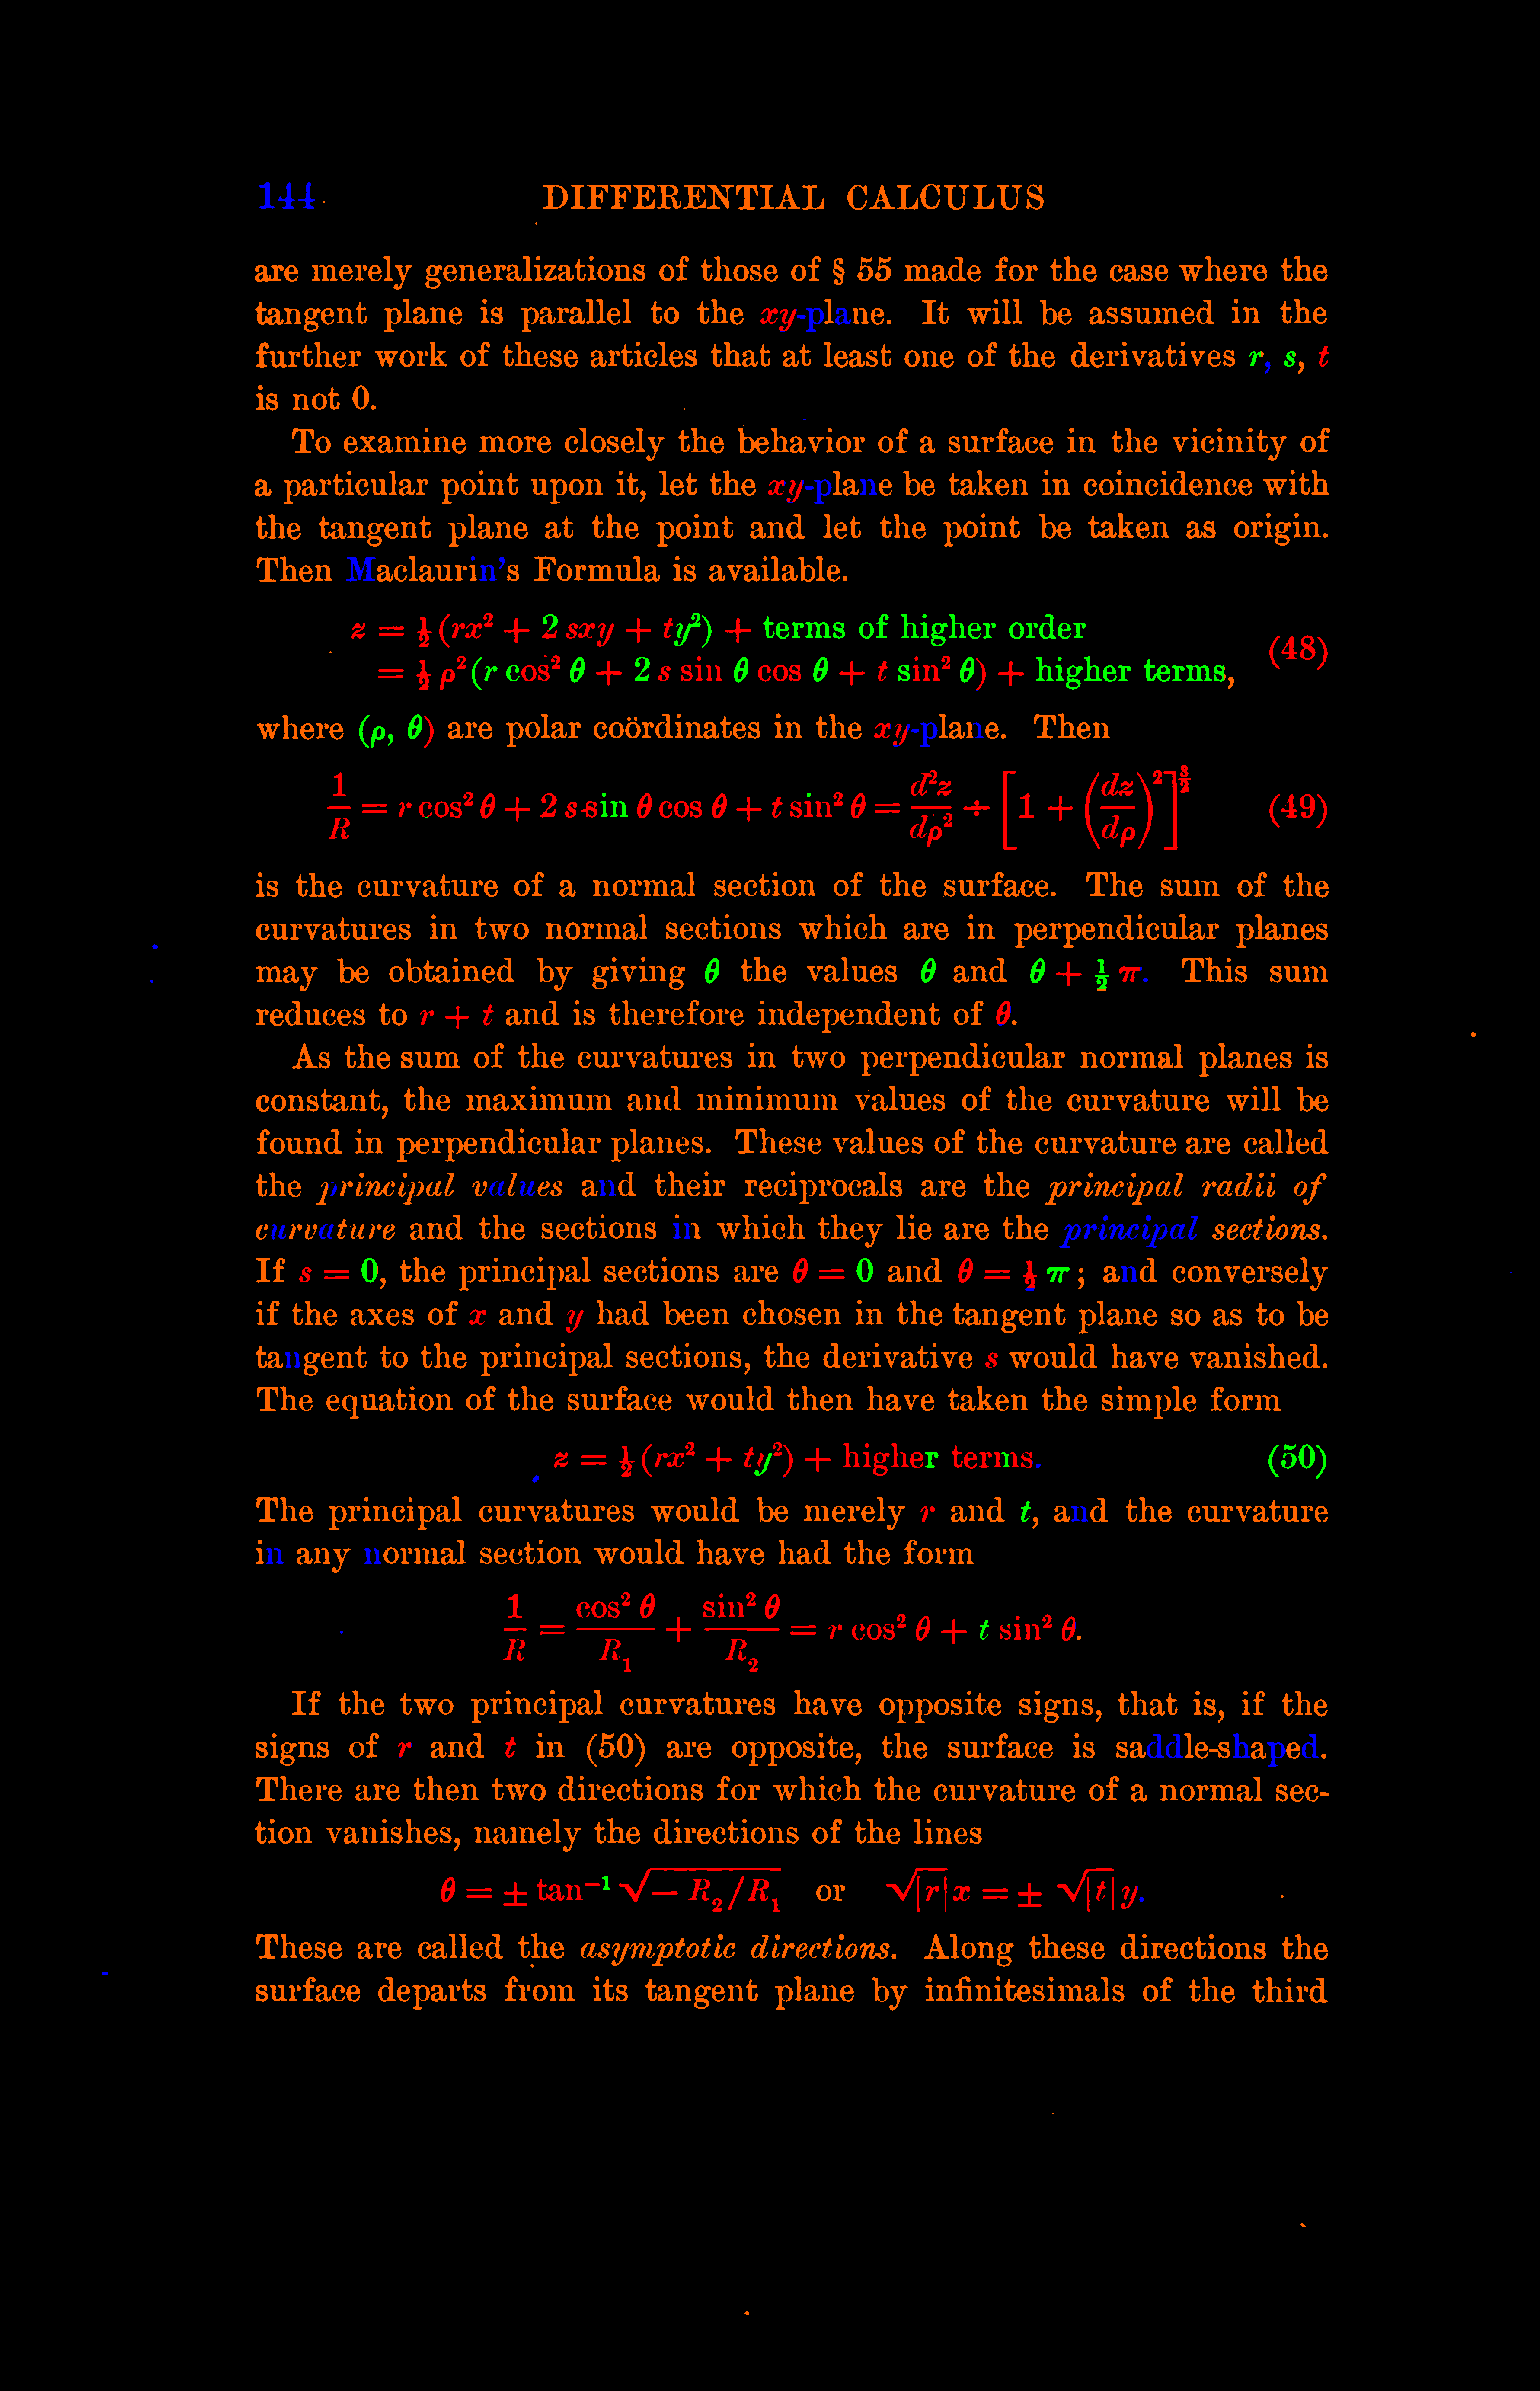 144 DIFFERENTIAL CALCULUS
are merely generalizations of those of § 55 made for the case where the
tangent plane is parallel to the xy-plane. It will be assumed in the
further work of these articles that at least one of the derivatives r, s, t
is not 0.
To examine more closely the behavior of a surface in the vicinity of
a particular point upon it, let the xy-plane be taken in coincidence with
the tangent plane at the point and let the point be taken as origin.
Then Maclaurin's Formula is available.
z = ½ (rx² + 2 sxy + ty²) + terms of higher order
= ½ ρ² (r cos² θ + 2 s sin θ cos θ + t sin² θ) + higher terms, (48)
where (ρ, θ) are polar coördinates in the xy-plane. Then
1/R = r cos² θ + 2 s sin θ cos θ + t sin² θ = d²z/dρ² ÷ [1 + (dz/dρ)²]^(3/2) (49)
is the curvature of a normal section of the surface. The sum of the
curvatures in two normal sections which are in perpendicular planes
may be obtained by giving θ the values θ and θ + ½ π. This sum
reduces to r + t and is therefore independent of θ.
As the sum of the curvatures in two perpendicular normal planes is
constant, the maximum and minimum values of the curvature will be
found in perpendicular planes. These values of the curvature are called
the principal values and their reciprocals are the principal radii of
curvature and the sections in which they lie are the principal sections.
If s = 0, the principal sections are θ = 0 and θ = ½ π; and conversely
if the axes of x and y had been chosen in the tangent plane so as to be
tangent to the principal sections, the derivative s would have vanished.
The equation of the surface would then have taken the simple form
z = ½ (rx² + ty²) + higher terms. (50)
The principal curvatures would be merely r and t, and the curvature
in any normal section would have had the form
1/R = cos² θ/R₁ + sin² θ/R₂ = r cos² θ + t sin² θ.
If the two principal curvatures have opposite signs, that is, if the
signs of r and t in (50) are opposite, the surface is saddle-shaped.
There are then two directions for which the curvature of a normal sec-
tion vanishes, namely the directions of the lines
θ = ± tan⁻¹ √(− R₂/R₁) or √|r| x = ± √|t| y.
These are called the asymptotic directions. Along these directions the
surface departs from its tangent plane by infinitesimals of the third